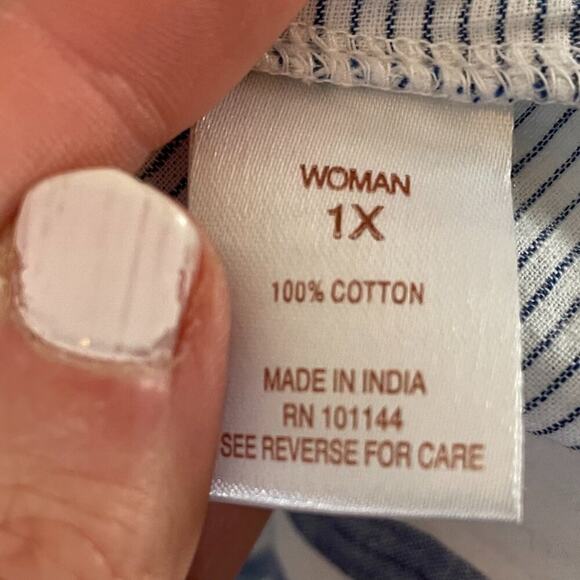 WOMAN
1X
100% COTTON
MADE IN INDIA
RN 101144
SEE REVERSE FOR CARE